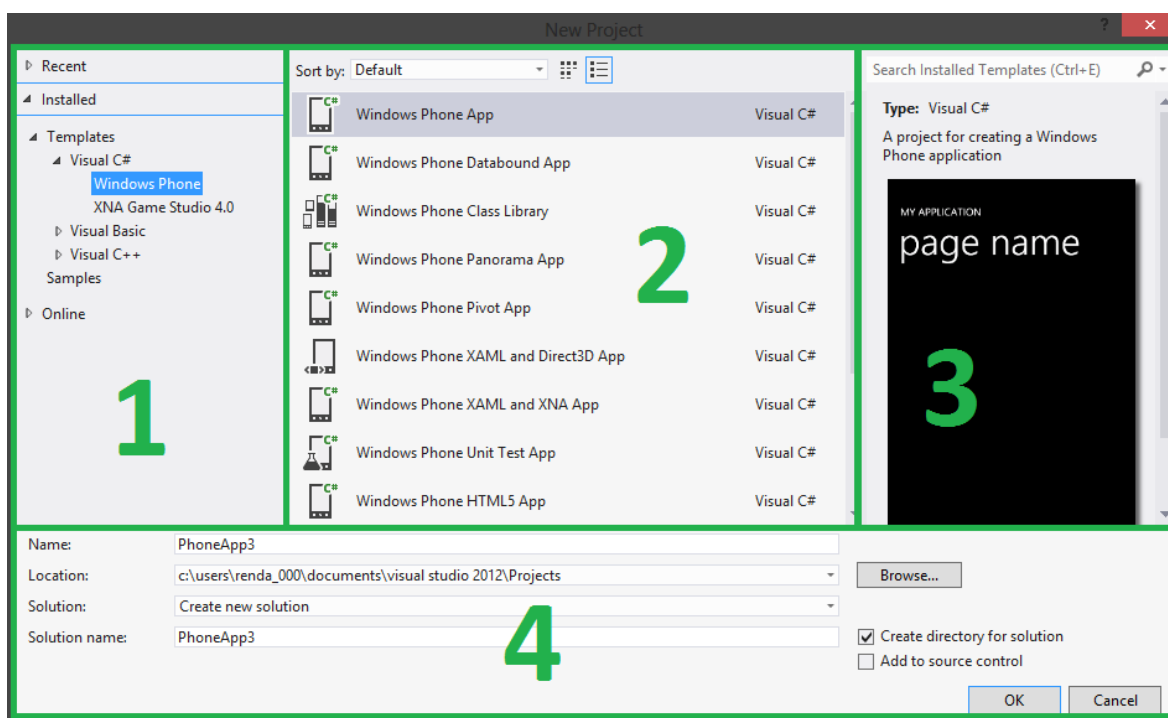 New Project
?
Recent
Installed
Templates
Visual C#
Windows Phone
XNA Game Studio 4.0
Visual Basic
Visual C++
Samples
Online
1
Sort by: Default
C# Windows Phone App Visual C#
C# Windows Phone Databound App Visual C#
C# Windows Phone Class Library Visual C#
C# Windows Phone Panorama App Visual C#
C# Windows Phone Pivot App Visual C#
Windows Phone XAML and Direct3D App Visual C#
C# Windows Phone XAML and XNA App Visual C#
C# Windows Phone Unit Test App Visual C#
C# Windows Phone HTML5 App Visual C#
2
Search Installed Templates (Ctrl+E)
Type: Visual C#
A project for creating a Windows
Phone application
MY APPLICATION
page name
3
Name: PhoneApp3
Location: c:\users\renda_000\documents\visual studio 2012\Projects
Browse...
Solution: Create new solution
Solution name: PhoneApp3
4
Create directory for solution
Add to source control
OK Cancel